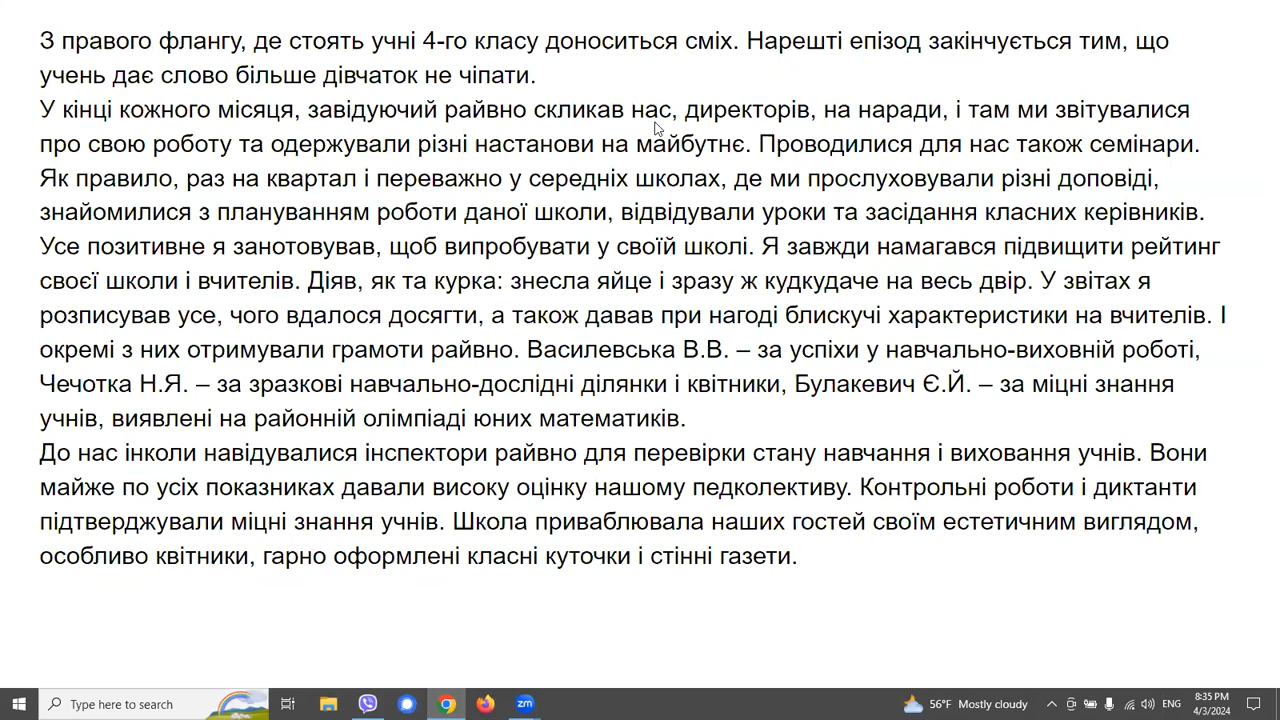 З правого флангу, де стоять учні 4-го класу доноситься сміх. Нарешті епізод закінчується тим, що
учень дає слово більше дівчаток не чіпати.
У кінці кожного місяця, завідуючий райвно скликав нас, директорів, на наради, і там ми звітувалися
про свою роботу та одержували різні настанови на майбутнє. Проводилися для нас також семінари.
Як правило, раз на квартал і переважно у середніх школах, де ми прослуховували різні доповіді,
знайомилися з плануванням роботи даної школи, відвідували уроки та засідання класних керівників.
Усе позитивне я занотовував, щоб випробувати у своїй школі. Я завжди намагався підвищити рейтинг
своєї школи і вчителів. Діяв, як та курка: знесла яйце і зразу ж кудкудаче на весь двір. У звітах я
розписував усе, чого вдалося досягти, а також давав при нагоді блискучі характеристики на вчителів. І
окремі з них отримували грамоти райвно. Василевська В.В. – за успіхи у навчально-виховній роботі,
Чечотка Н.Я. – за зразкові навчально-дослідні ділянки і квітники, Булакевич Є.Й. – за міцні знання
учнів, виявлені на районній олімпіаді юних математиків.
До нас інколи навідувалися інспектори райвно для перевірки стану навчання і виховання учнів. Вони
майже по усіх показниках давали високу оцінку нашому педколективу. Контрольні роботи і диктанти
підтверджували міцні знання учнів. Школа приваблювала наших гостей своїм естетичним виглядом,
особливо квітники, гарно оформлені класні куточки і стінні газети.
Type here to search
zm
56°F Mostly cloudy
ENG
8:35 PM
4/3/2024